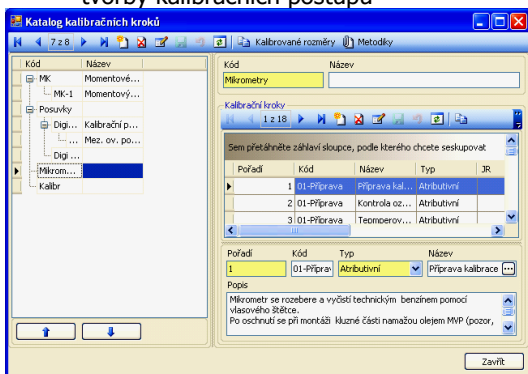 tvorby kalibračních postupů
Katalog kalibračních kroků
7 z 8 Kalibrované rozměry Metodiky
Kód Název
MK Momentové...
MK-1 Momentový...
Posuvky
Digi... Kalibrační p...
... Mez. ov. po...
Digi ...
Mikrom...
Kalibr
Kód Název
Mikrometry
Kalibrační kroky
1 z 18
Sem přetáhněte záhlaví sloupce, podle kterého chcete seskupovat
Pořadí Kód Název Typ JR
1 01-Příprava Příprava kal... Atributivní
2 01-Příprava Kontrola oz... Atributivní
3 01-Příprava Teomperov... Atributivní
Pořadí Kód Typ Název
1 01-Příprav Atributivní Příprava kalibrace ...
Popis
Mikrometr se rozebere a vyčistí technickým benzínem pomocí
vlasového štětce.
Po oschnutí se při montáži kluzné části namažou olejem MVP (pozor,
Zavřít